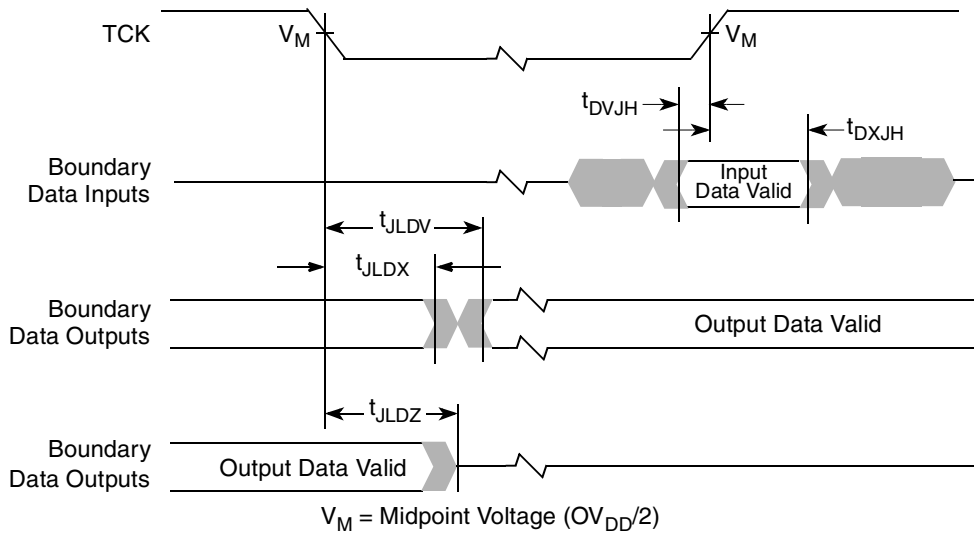 TCK
V_M
V_M
t_DVJH
t_DXJH
Boundary
Data Inputs
Input
Data Valid
t_JLDV
t_JLDX
Boundary
Data Outputs
Output Data Valid
t_JLDZ
Boundary
Data Outputs
Output Data Valid
V_M = Midpoint Voltage (OV_DD/2)